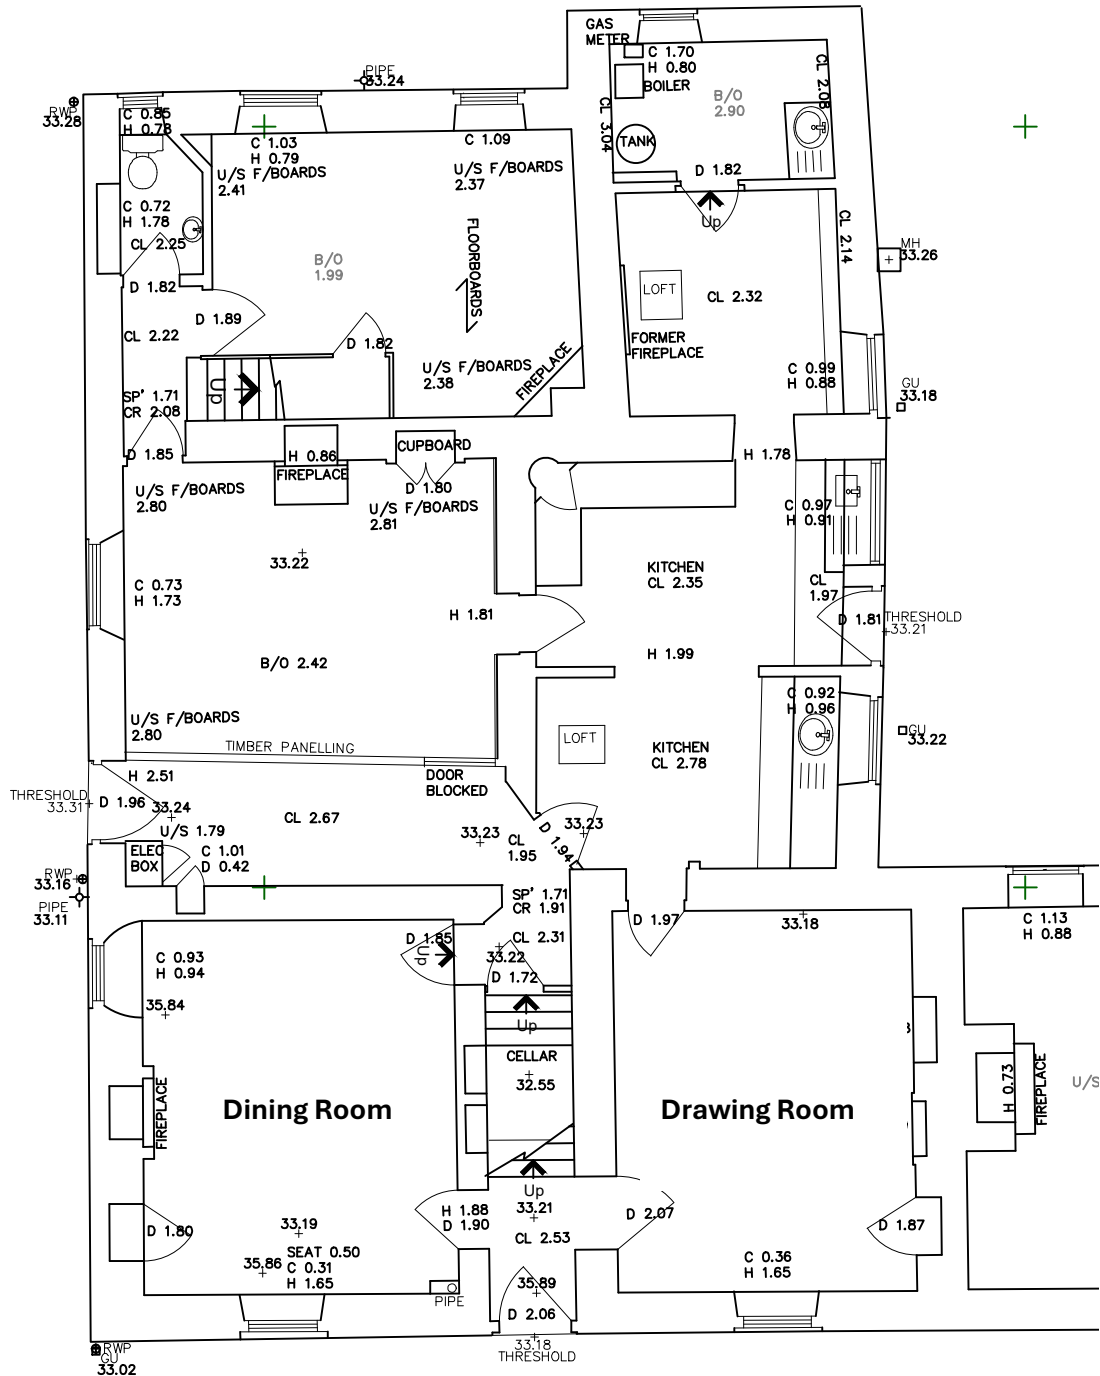 GAS
METER
C 1.70
H 0.80
BOILER
B/O
2.90
CL 2.08
CL 3.04
TANK
D 1.82
Up
PIPE
33.24
RWP
33.28
C 0.85
H 0.78
C 1.03
H 0.79
C 1.09
U/S F/BOARDS
2.41
U/S F/BOARDS
2.37
C 0.72
H 1.78
CL 2.25
FLOORBOARDS
B/O
1.99
CL 2.14
MH
33.26
D 1.82
LOFT
CL 2.32
D 1.89
CL 2.22
D 1.82
FORMER
FIREPLACE
U/S F/BOARDS
2.38
FIREPLACE
C 0.99
H 0.88
GU
33.18
Up
SP' 1.71
CR 2.08
D 1.85
H 0.86
FIREPLACE
CUPBOARD
D 1.80
H 1.78
U/S F/BOARDS
2.80
U/S F/BOARDS
2.81
C 0.97
H 0.91
33.22
KITCHEN
CL 2.35
CL
1.97
C 0.73
H 1.73
H 1.81
D 1.81
THRESHOLD
33.21
B/O 2.42
H 1.99
U/S F/BOARDS
2.80
C 0.92
H 0.96
LOFT
KITCHEN
CL 2.78
GU
33.22
TIMBER PANELLING
DOOR
BLOCKED
H 2.51
THRESHOLD
33.31
D 1.96
33.24
U/S 1.79
CL 2.67
33.23
CL
1.95
D 1.94
33.23
ELEC
BOX
C 1.01
D 0.42
RWP
33.16
PIPE
33.11
SP' 1.71
CR 1.91
D 1.97
33.18
C 1.13
H 0.88
D 1.85
Up
CL 2.31
33.22
D 1.72
C 0.93
H 0.94
35.84
Up
CELLAR
32.55
FIREPLACE
Dining Room
Drawing Room
H 0.73
FIREPLACE
U/S
Up
D 1.80
33.19
H 1.88
D 1.90
33.21
CL 2.53
D 2.07
D 1.87
35.86
SEAT 0.50
C 0.31
H 1.65
C 0.36
H 1.65
PIPE
35.89
D 2.06
33.18
THRESHOLD
RWP
GU
33.02